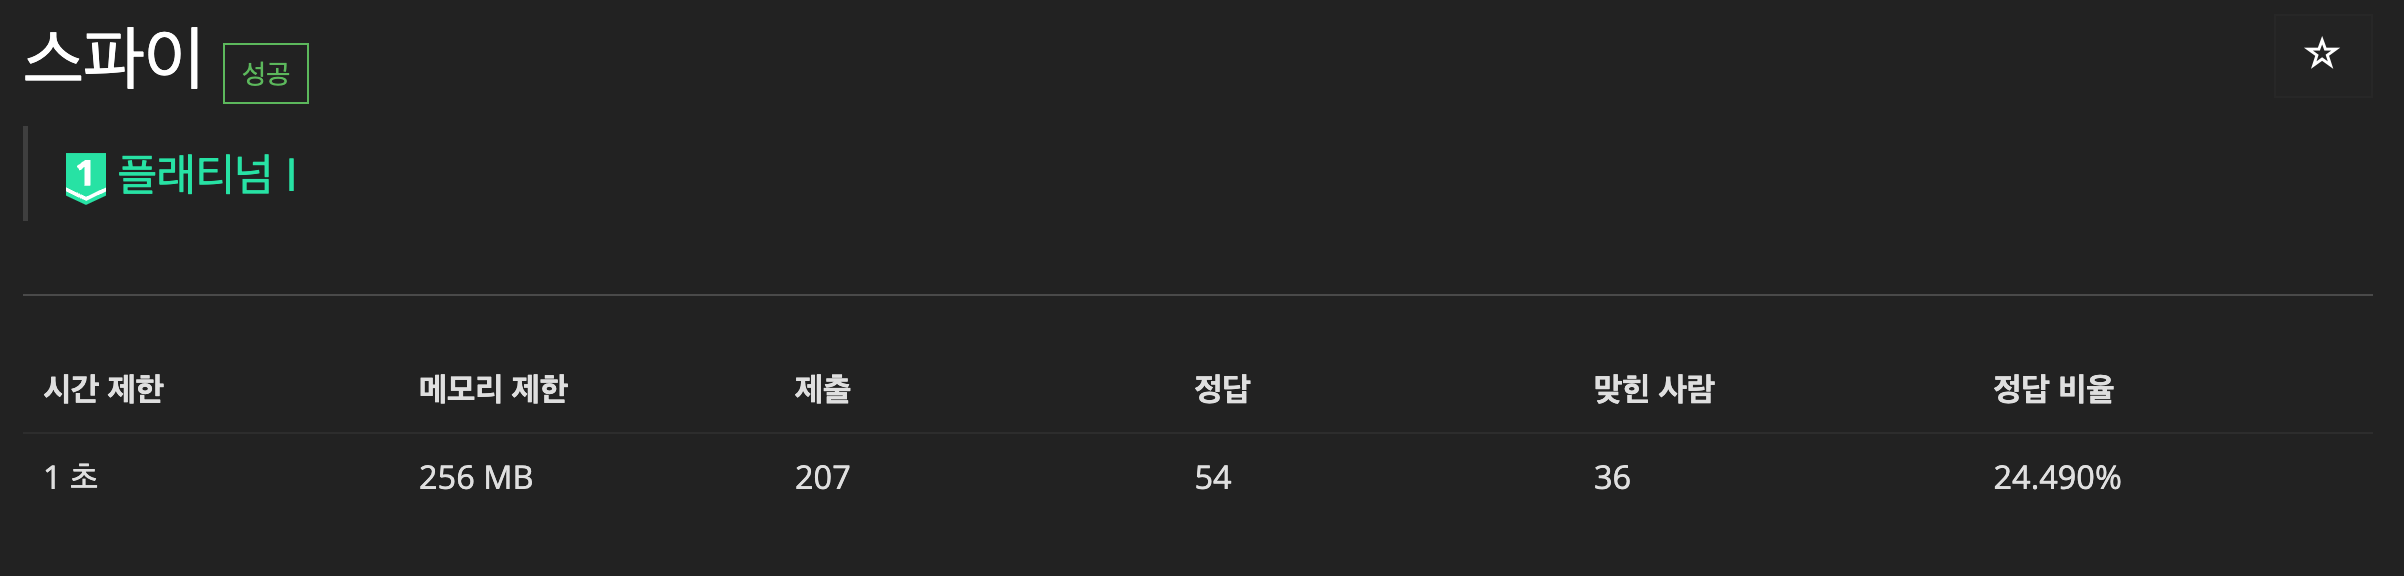 스파이 성공
1 플래티넘 I
시간 제한 메모리 제한 제출 정답 맞힌 사람 정답 비율
1 초 256 MB 207 54 36 24.490%